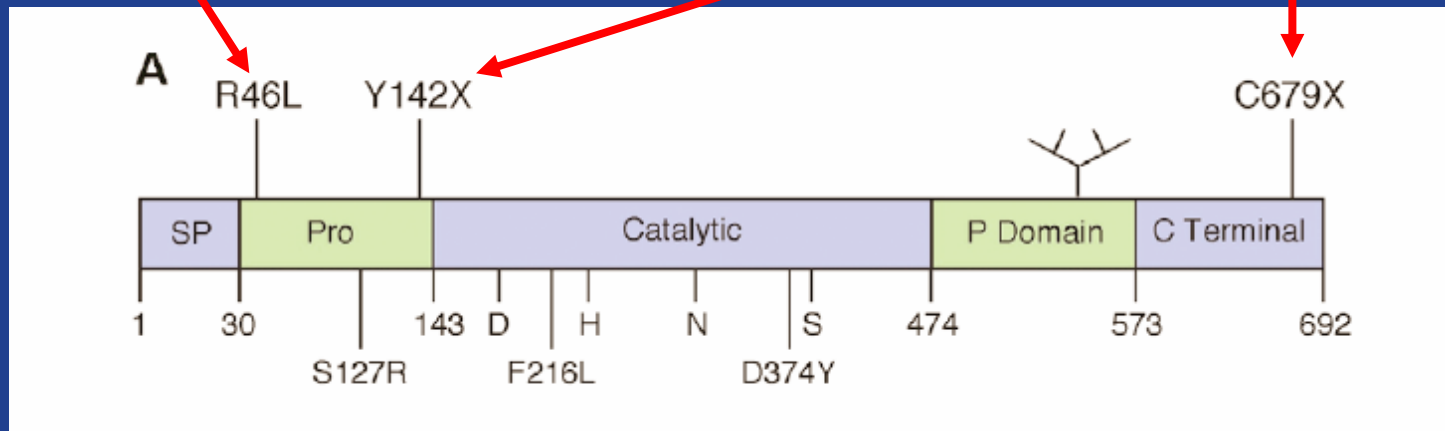 A
R46L Y142X C679X
SP Pro Catalytic P Domain C Terminal
1 30 143 D H N S 474 573 692
S127R F216L D374Y